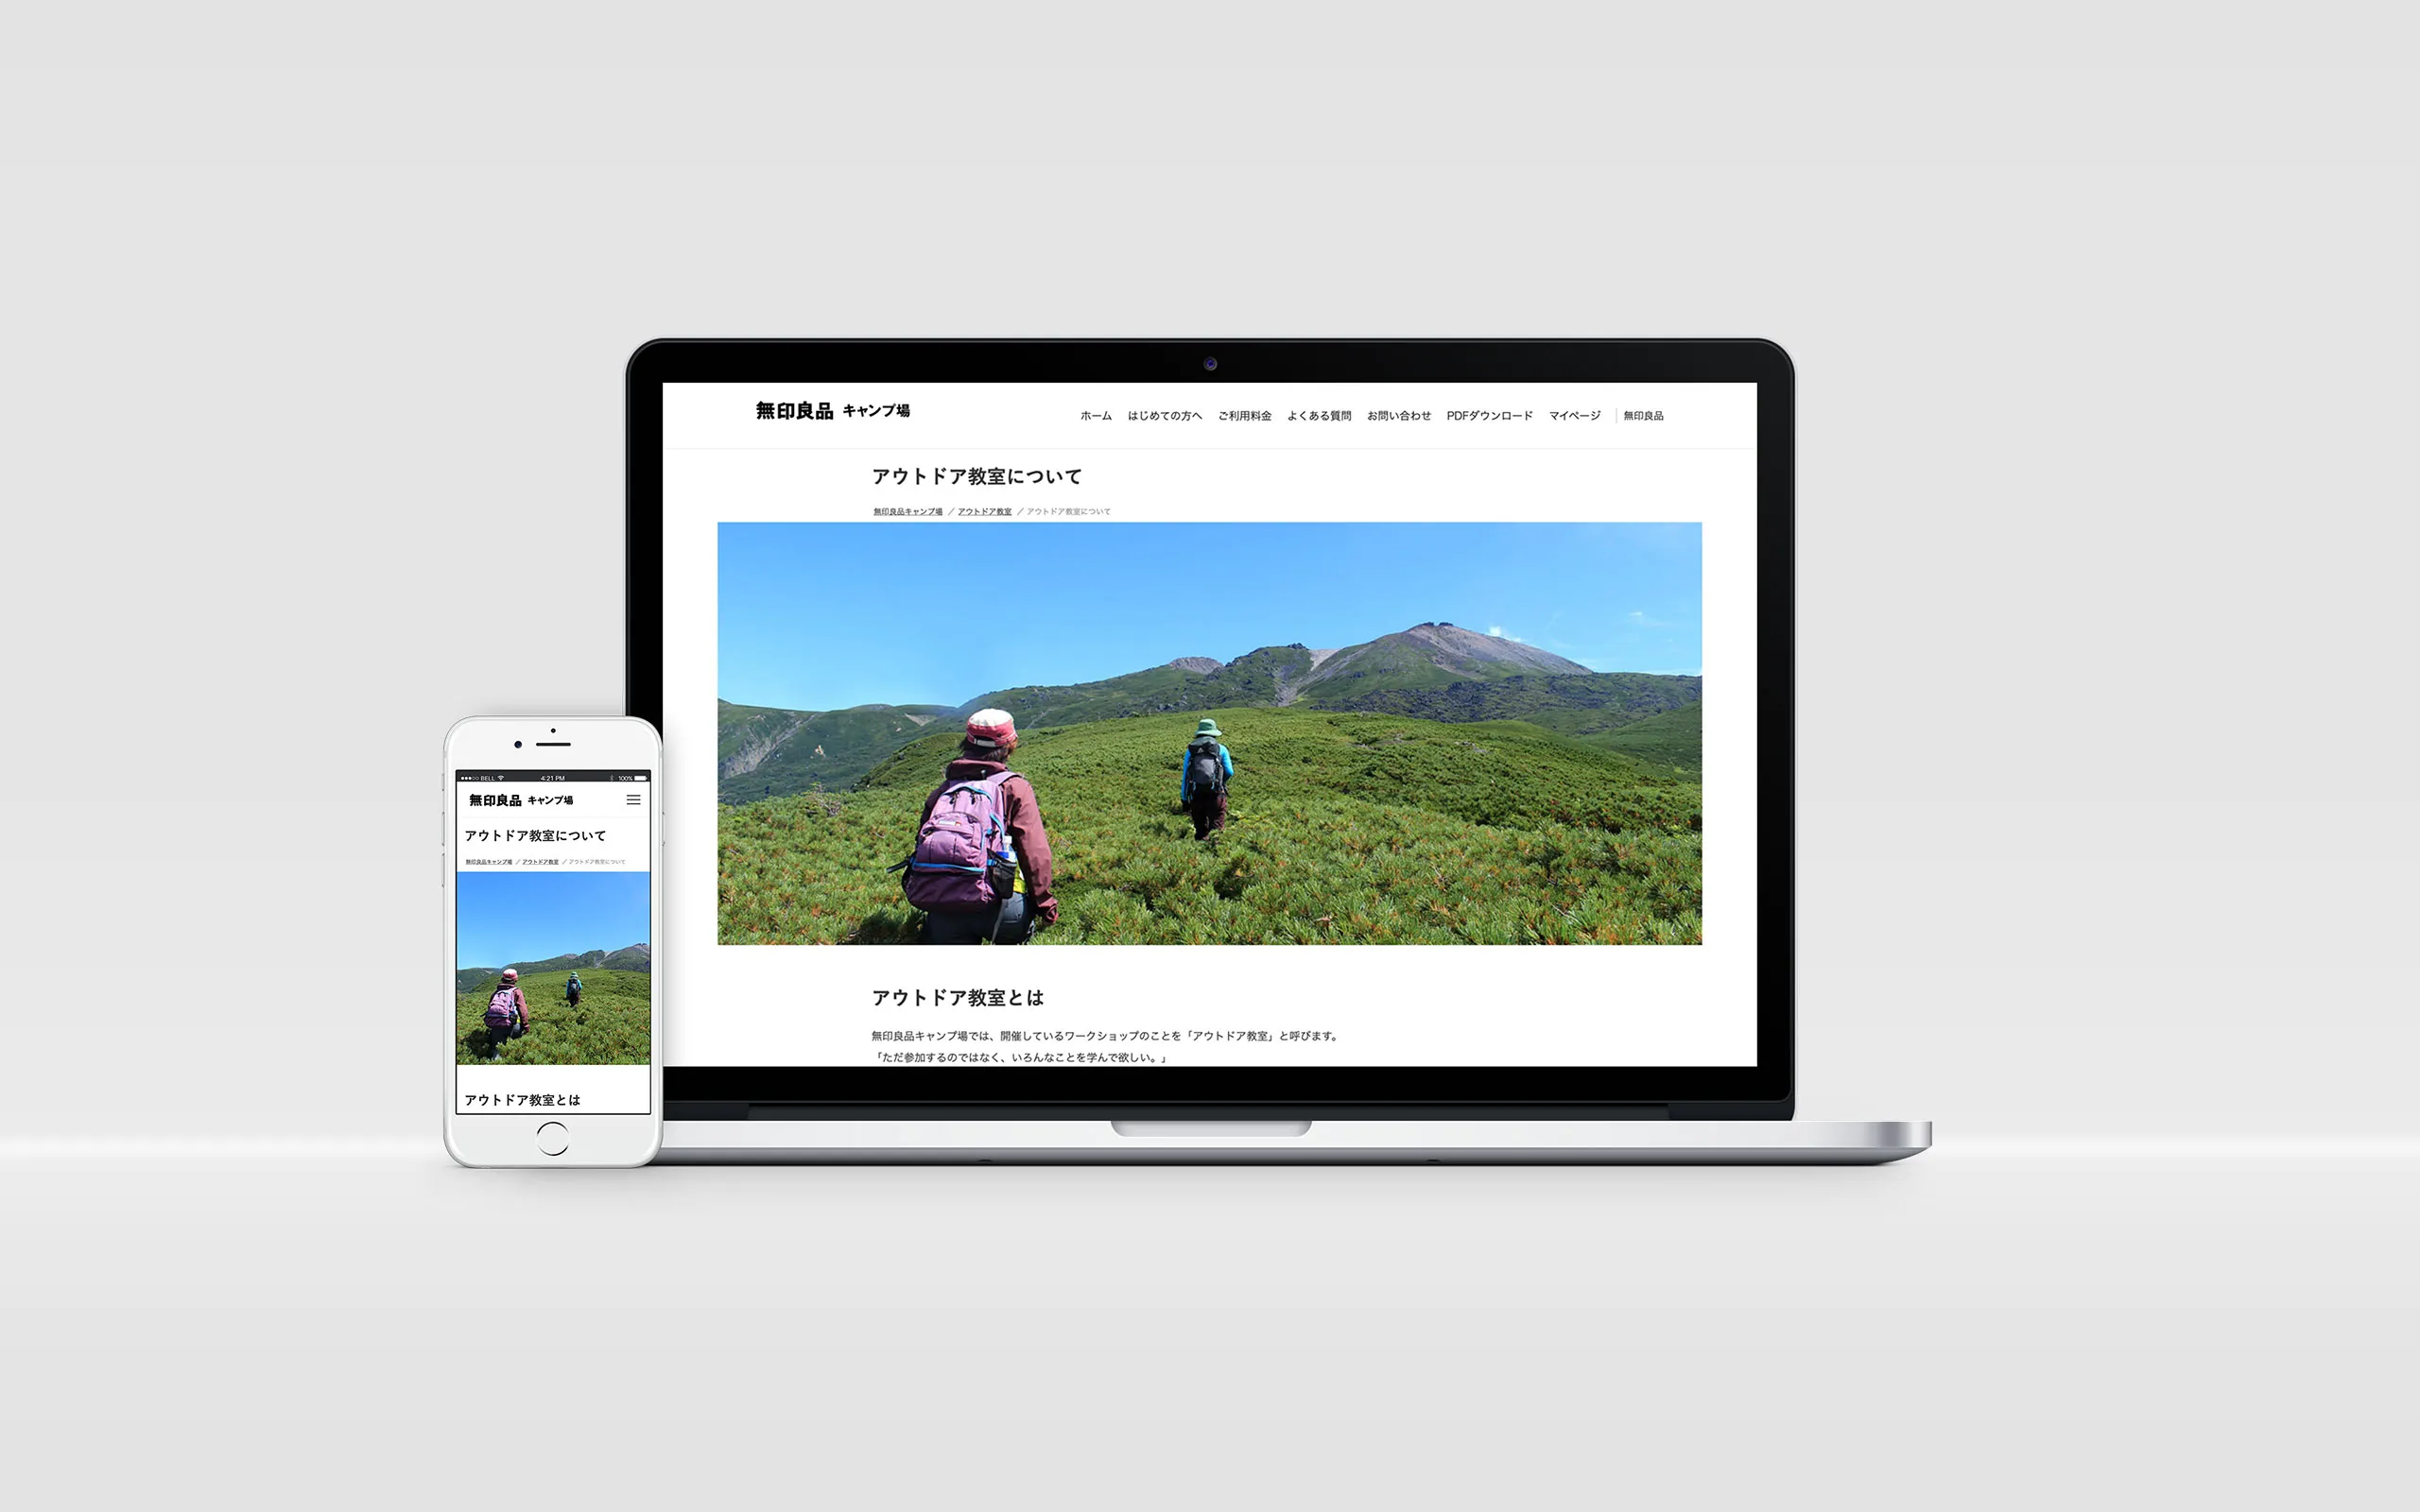 無印良品 キャンプ場
ホーム はじめての方へ ご利用料金 よくある質問 お問い合わせ PDFダウンロード マイページ 無印良品
アウトドア教室について
無印良品キャンプ場 / アウトドア教室 / アウトドア教室について
アウトドア教室とは
無印良品キャンプ場では、開催しているワークショップのことを「アウトドア教室」と呼びます。
「ただ参加するのではなく、いろんなことを学んで欲しい。」
BELL 4:21 PM 100%
無印良品 キャンプ場
アウトドア教室について
無印良品キャンプ場 / アウトドア教室 / アウトドア教室について
アウトドア教室とは